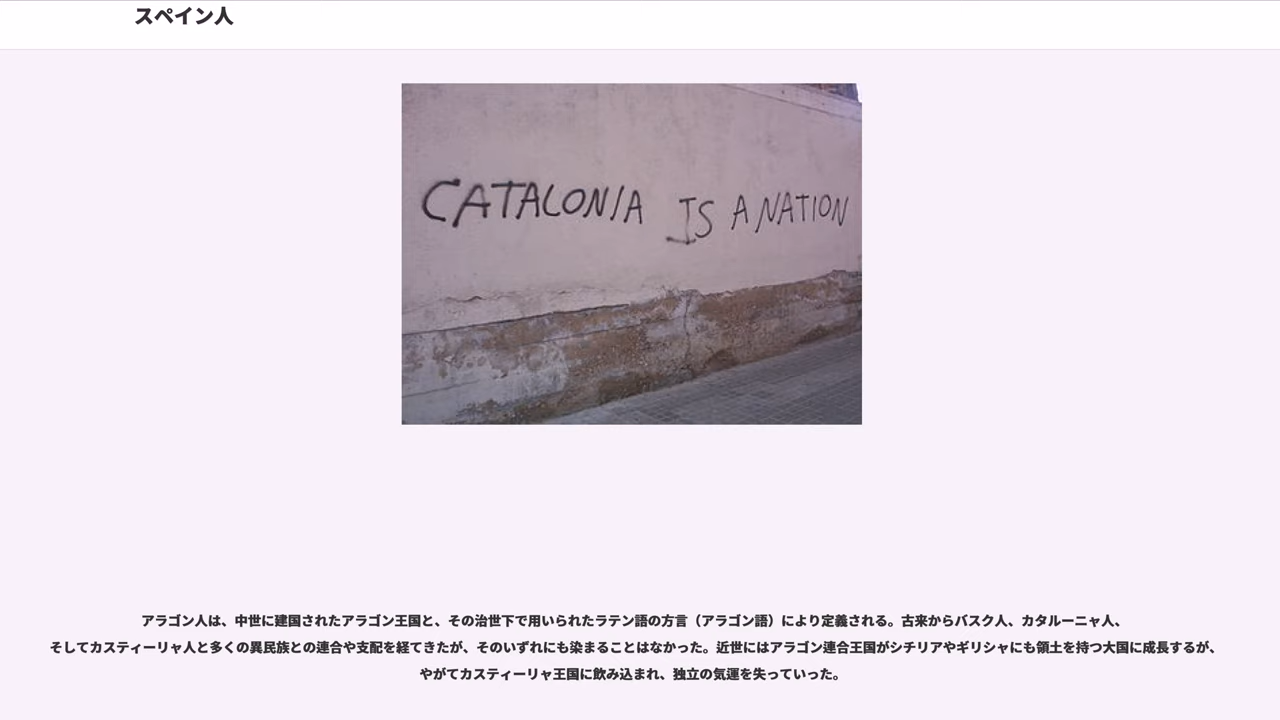 スペイン人
CATALONIA IS A NATION
アラゴン人は、中世に建国されたアラゴン王国と、その治世下で用いられたラテン語の方言（アラゴン語）により定義される。古来からバスク人、カタルーニャ人、
そしてカスティーリャ人と多くの異民族との連合や支配を経てきたが、そのいずれにも染まることはなかった。近世にはアラゴン連合王国がシチリアやギリシャにも領土を持つ大国に成長するが、
やがてカスティーリャ王国に飲み込まれ、独立の気運を失っていった。